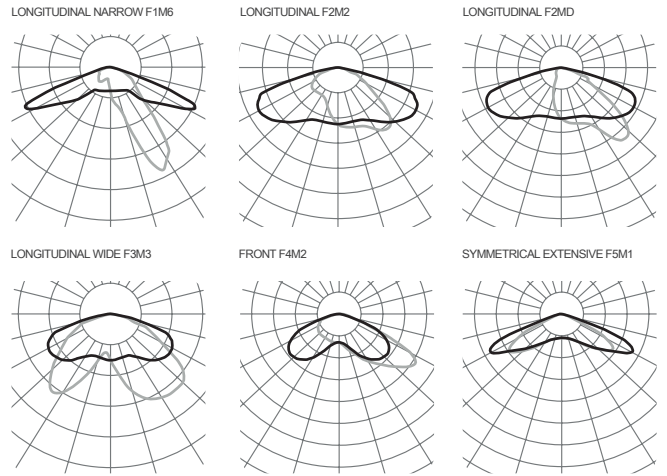 LONGITUDINAL NARROW F1M6
LONGITUDINAL F2M2
LONGITUDINAL F2MD
LONGITUDINAL WIDE F3M3
FRONT F4M2
SYMMETRICAL EXTENSIVE F5M1